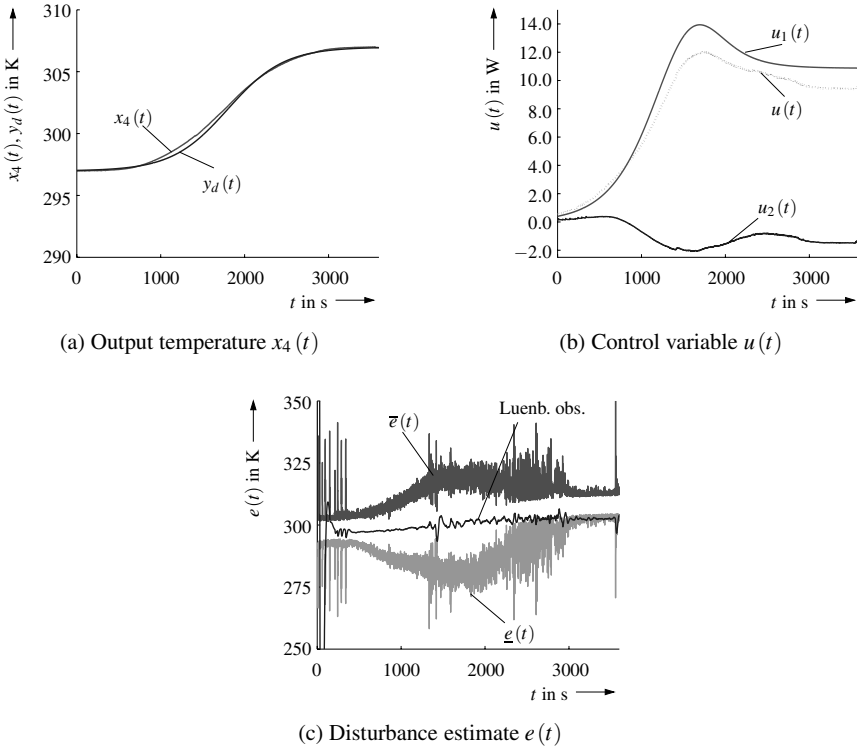 310
305
300
295
290
x₄(t), y_d(t) in K
x₄(t)
y_d(t)
0 1000 2000 3000
t in s
(a) Output temperature x₄(t)
14.0
12.0
10.0
8.0
6.0
4.0
2.0
0.0
−2.0
u(t) in W
u₁(t)
u(t)
u₂(t)
0 1000 2000 3000
t in s
(b) Control variable u(t)
350
325
300
275
250
e(t) in K
Luenb. obs.
e̅(t)
e̲(t)
0 1000 2000 3000
t in s
(c) Disturbance estimate e(t)